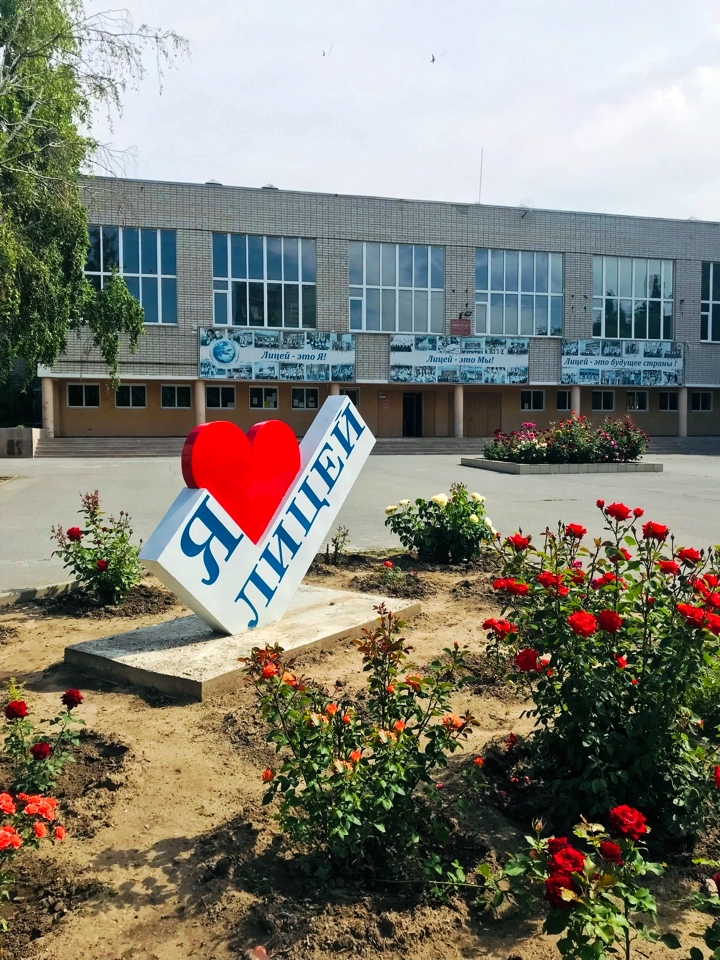 Лицей - это Я!
Лицей - это Мы!
Лицей - это будущее страны!
Я
ЛИЦЕЙ